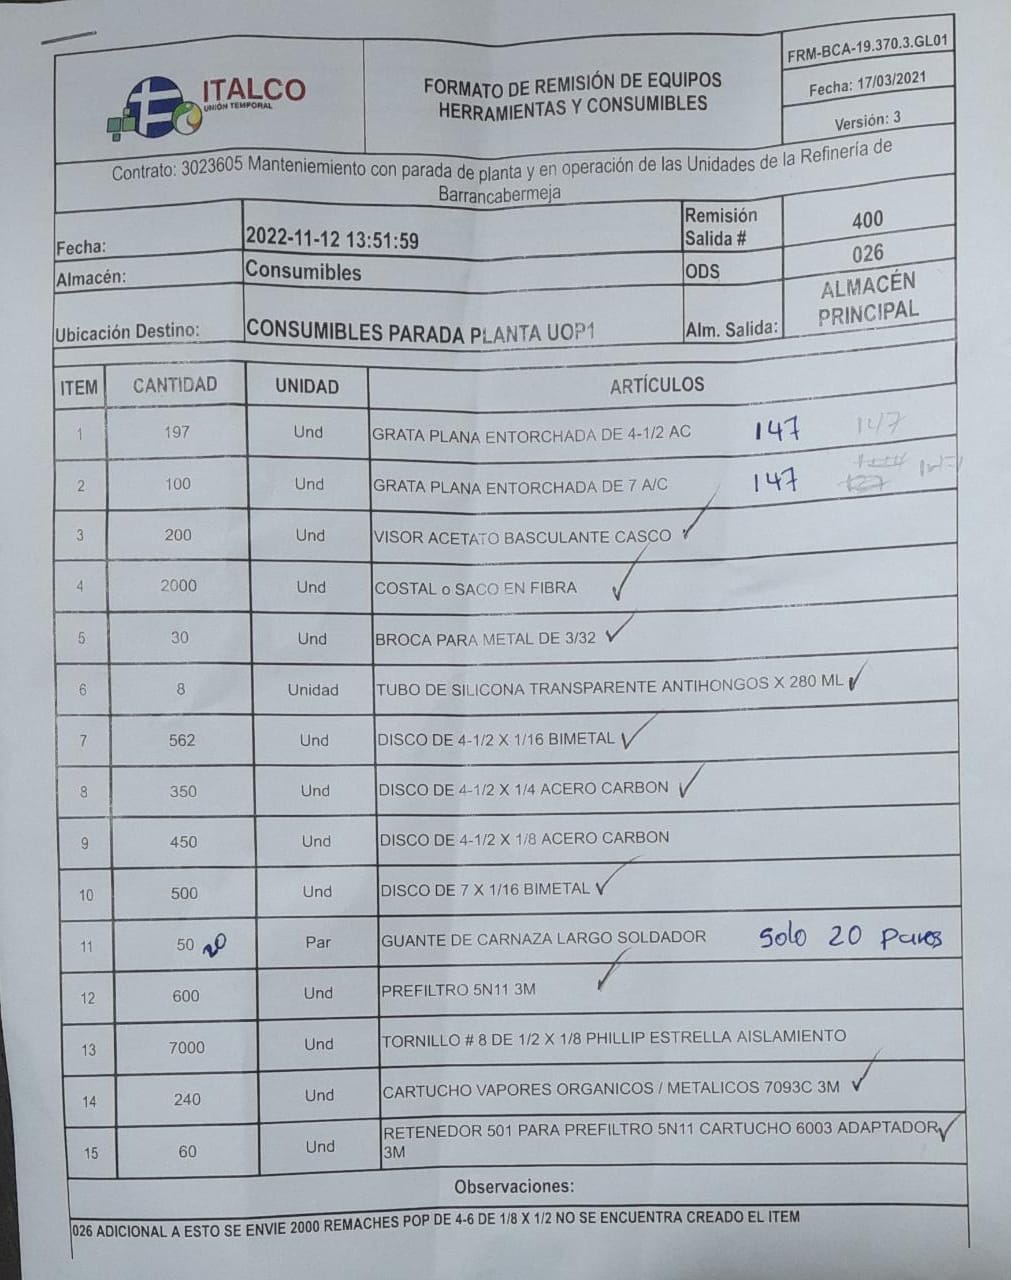 ITALCO
UNIÓN TEMPORAL
FORMATO DE REMISIÓN DE EQUIPOS
HERRAMIENTAS Y CONSUMIBLES
FRM-BCA-19.370.3.GL01
Fecha: 17/03/2021
Versión: 3
Contrato: 3023605 Manteniemiento con parada de planta y en operación de las Unidades de la Refinería de
Barrancabermeja
Fecha: 2022-11-12 13:51:59 Remisión Salida # 400
Almacén: Consumibles ODS 026
Ubicación Destino: CONSUMIBLES PARADA PLANTA UOP1 Alm. Salida: ALMACÉN PRINCIPAL
ITEM CANTIDAD UNIDAD ARTÍCULOS
1 197 Und GRATA PLANA ENTORCHADA DE 4-1/2 AC 147 147
2 100 Und GRATA PLANA ENTORCHADA DE 7 A/C 147 127
3 200 Und VISOR ACETATO BASCULANTE CASCO ✓
4 2000 Und COSTAL o SACO EN FIBRA ✓
5 30 Und BROCA PARA METAL DE 3/32 ✓
6 8 Unidad TUBO DE SILICONA TRANSPARENTE ANTIHONGOS X 280 ML ✓
7 562 Und DISCO DE 4-1/2 X 1/16 BIMETAL ✓
8 350 Und DISCO DE 4-1/2 X 1/4 ACERO CARBON ✓
9 450 Und DISCO DE 4-1/2 X 1/8 ACERO CARBON
10 500 Und DISCO DE 7 X 1/16 BIMETAL ✓
11 50 20 Par GUANTE DE CARNAZA LARGO SOLDADOR Solo 20 pares
12 600 Und PREFILTRO 5N11 3M ✓
13 7000 Und TORNILLO # 8 DE 1/2 X 1/8 PHILLIP ESTRELLA AISLAMIENTO
14 240 Und CARTUCHO VAPORES ORGANICOS / METALICOS 7093C 3M ✓
15 60 Und RETENEDOR 501 PARA PREFILTRO 5N11 CARTUCHO 6003 ADAPTADOR ✓
3M
Observaciones:
026 ADICIONAL A ESTO SE ENVIE 2000 REMACHES POP DE 4-6 DE 1/8 X 1/2 NO SE ENCUENTRA CREADO EL ITEM